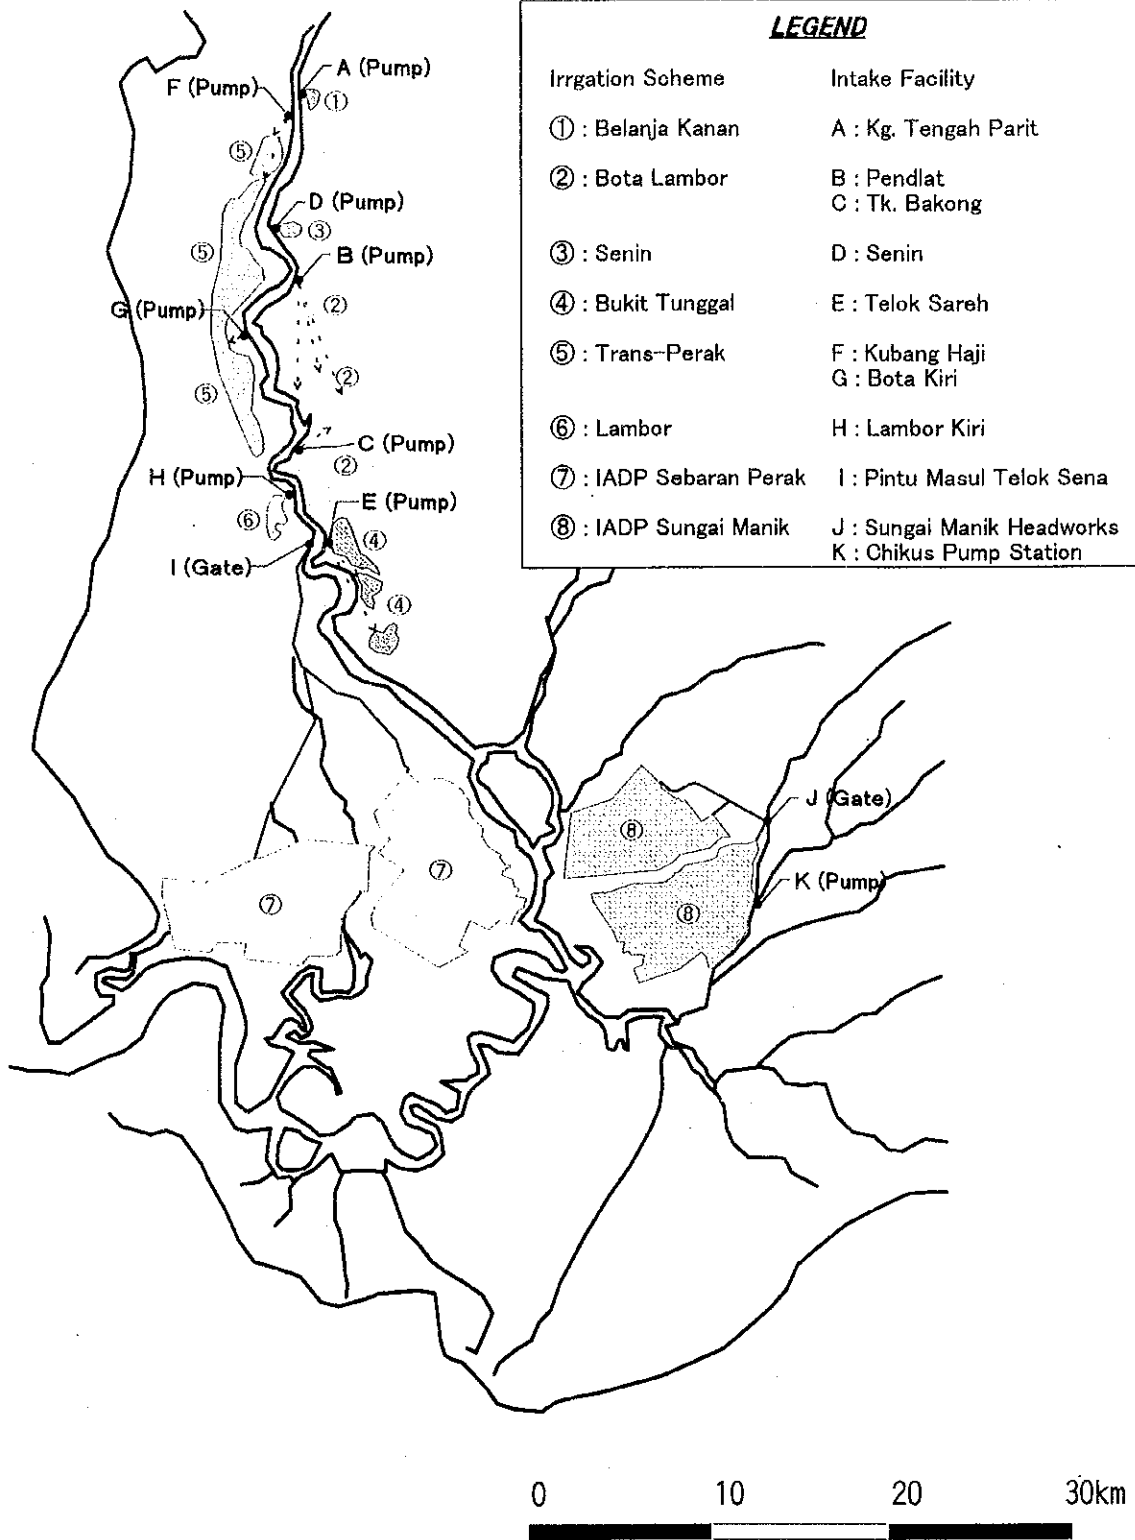 LEGEND
Irrgation Scheme Intake Facility
① : Belanja Kanan A : Kg. Tengah Parit
② : Bota Lambor B : Pendlat
C : Tk. Bakong
③ : Senin D : Senin
④ : Bukit Tunggal E : Telok Sareh
⑤ : Trans-Perak F : Kubang Haji
G : Bota Kiri
⑥ : Lambor H : Lambor Kiri
⑦ : IADP Sebaran Perak I : Pintu Masul Telok Sena
⑧ : IADP Sungai Manik J : Sungai Manik Headworks
K : Chikus Pump Station
A (Pump)
F (Pump)
①
⑤
D (Pump)
③
⑤
B (Pump)
②
G (Pump)
②
⑤
C (Pump)
②
H (Pump)
E (Pump)
⑥
④
I (Gate)
④
J (Gate)
⑧
⑦
K (Pump)
⑦
⑧
0 10 20 30km